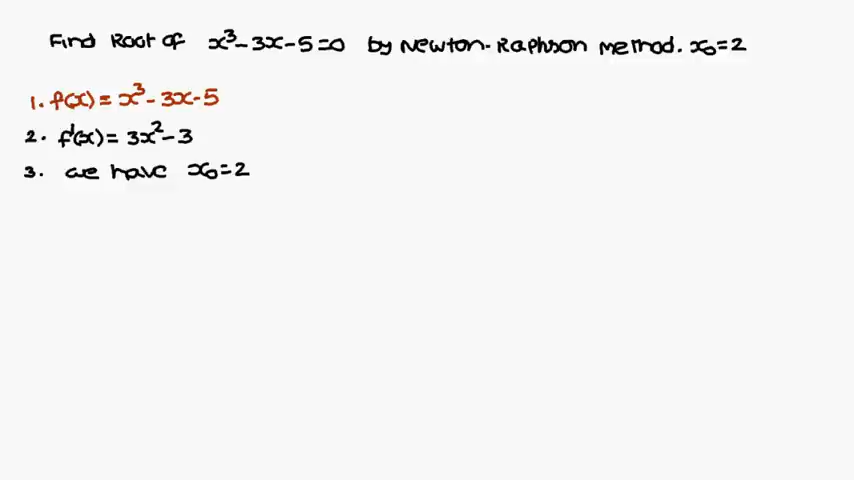 Find Root of x³-3x-5=0 by Newton-Raphson method. x₀=2
1. f(x)= x³-3x-5
2. f'(x)= 3x²-3
3. we have x₀=2